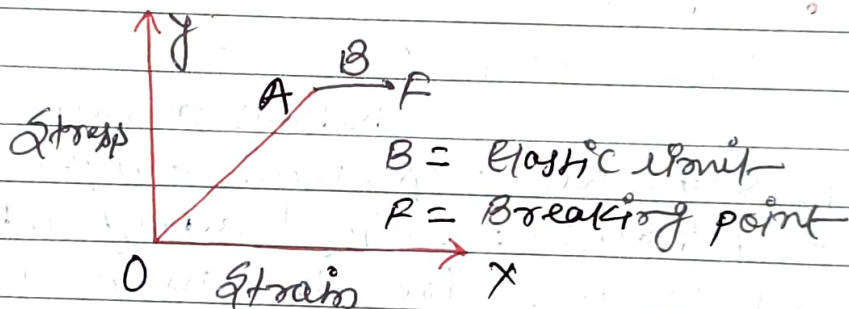 y
B
A F
Stress
B = Elastic limit
F = Breaking point
O Strain X